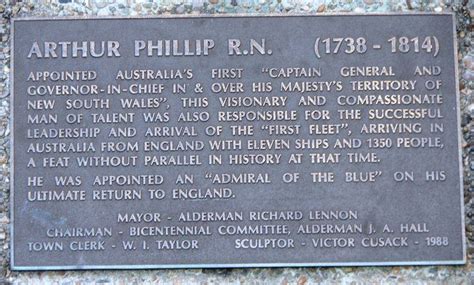 ARTHUR PHILLIP R.N. (1738 - 1814)
APPOINTED AUSTRALIA'S FIRST "CAPTAIN GENERAL AND
GOVERNOR-IN-CHIEF IN & OVER HIS MAJESTY'S TERRITORY OF
NEW SOUTH WALES", THIS VISIONARY AND COMPASSIONATE
MAN OF TALENT WAS ALSO RESPONSIBLE FOR THE SUCCESSFUL
LEADERSHIP AND ARRIVAL OF THE "FIRST FLEET", ARRIVING IN
AUSTRALIA FROM ENGLAND WITH ELEVEN SHIPS AND 1350 PEOPLE,
A FEAT WITHOUT PARALLEL IN HISTORY AT THAT TIME.
HE WAS APPOINTED AN "ADMIRAL OF THE BLUE" ON HIS
ULTIMATE RETURN TO ENGLAND.
MAYOR - ALDERMAN RICHARD LENNON
CHAIRMAN - BICENTENNIAL COMMITTEE, ALDERMAN J. A. HALL
TOWN CLERK - W. I. TAYLOR SCULPTOR - VICTOR CUSACK - 1988